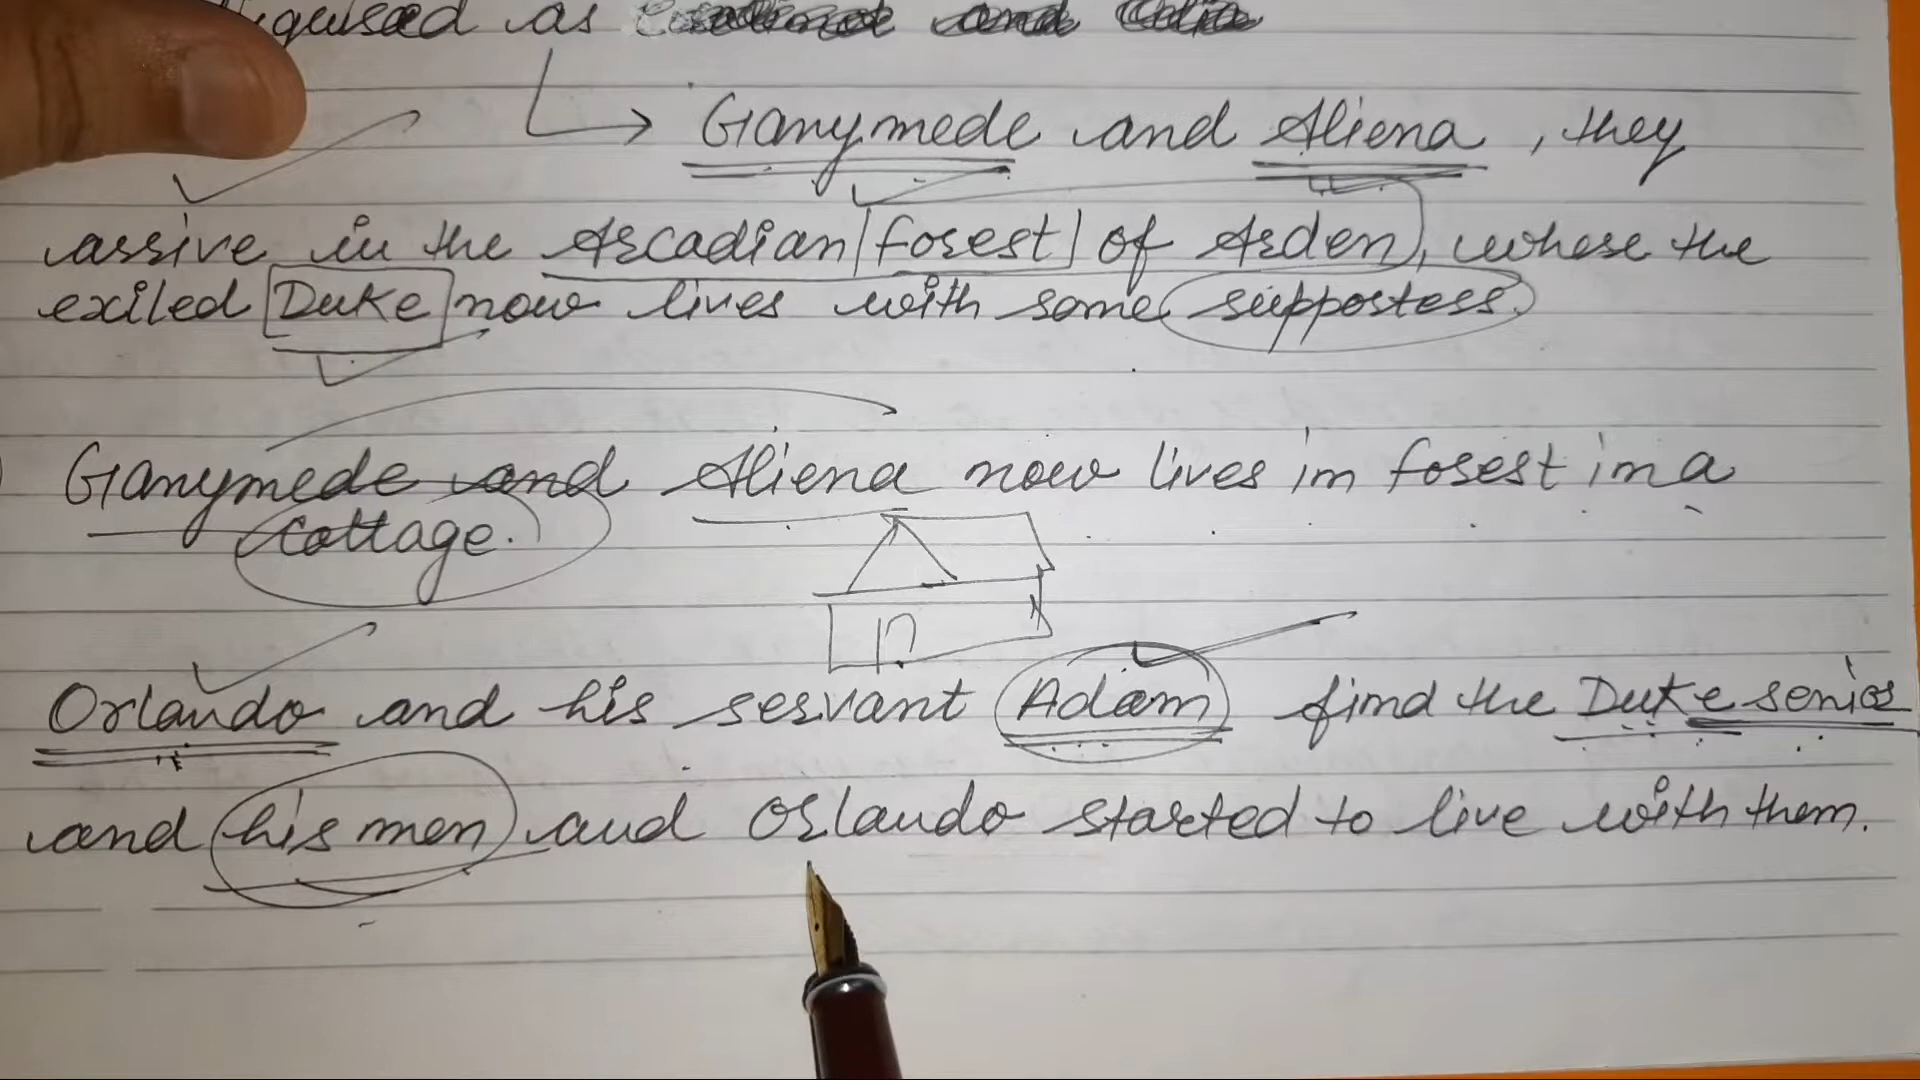 as and
Ganymede and Aliena, they
arrive in the Arcadian forest of Arden, where the
exiled Duke now lives with some supporters.
Ganymede and Aliena now lives in forest in a
cottage.
Orlando and his servant Adam find the Duke senior
and his men and Orlando started to live with them.